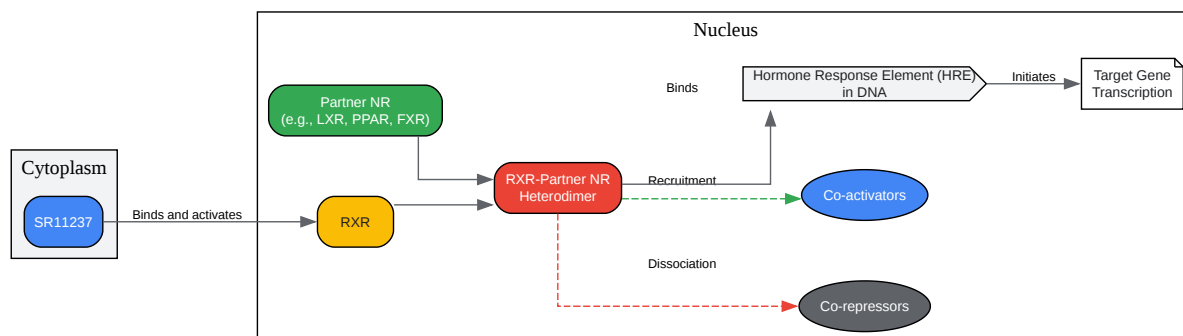 Nucleus
Cytoplasm
SR11237
Binds and activates
Partner NR
(e.g., LXR, PPAR, FXR)
RXR
RXR-Partner NR
Heterodimer
Binds
Recruitment
Dissociation
Hormone Response Element (HRE)
in DNA
Initiates
Target Gene
Transcription
Co-activators
Co-repressors